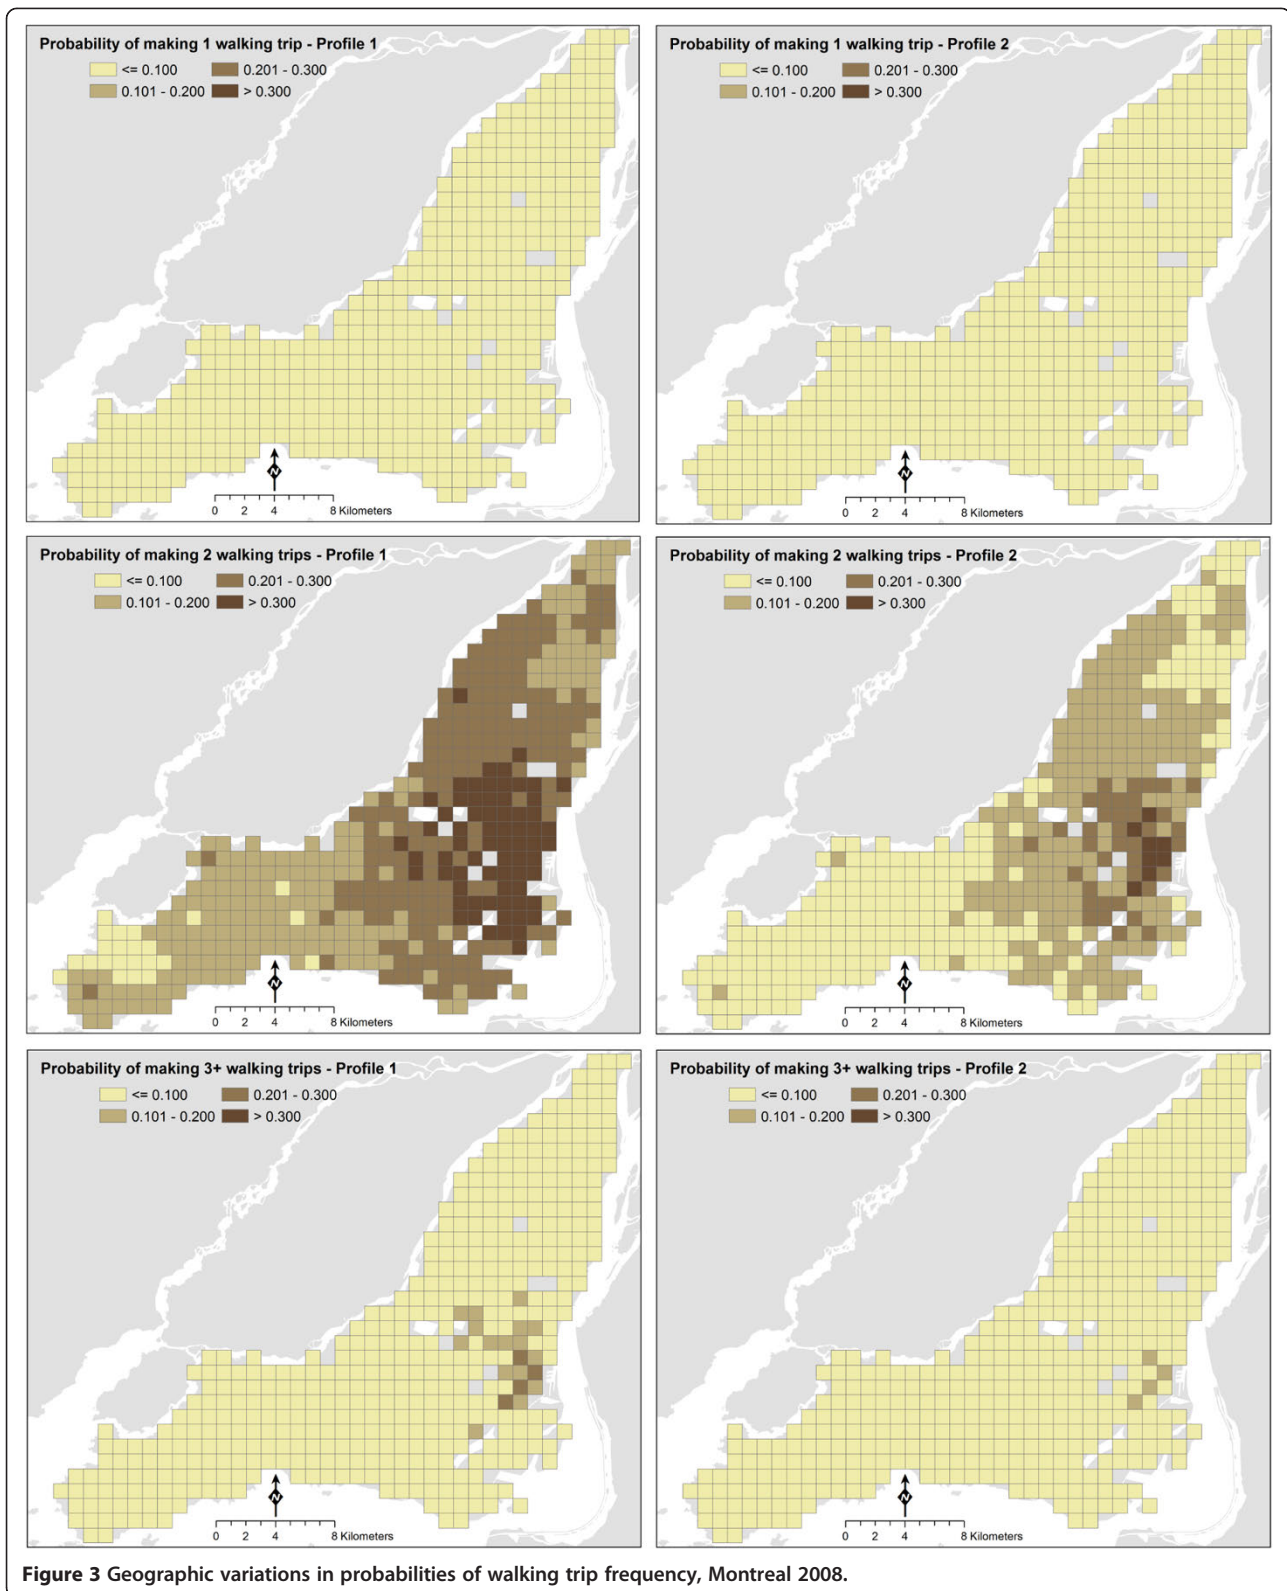 Probability of making 1 walking trip - Profile 1
<= 0.100 0.201 - 0.300
0.101 - 0.200 > 0.300
N
0 2 4 8 Kilometers
Probability of making 1 walking trip - Profile 2
<= 0.100 0.201 - 0.300
0.101 - 0.200 > 0.300
N
0 2 4 8 Kilometers
Probability of making 2 walking trips - Profile 1
<= 0.100 0.201 - 0.300
0.101 - 0.200 > 0.300
N
0 2 4 8 Kilometers
Probability of making 2 walking trips - Profile 2
<= 0.100 0.201 - 0.300
0.101 - 0.200 > 0.300
N
0 2 4 8 Kilometers
Probability of making 3+ walking trips - Profile 1
<= 0.100 0.201 - 0.300
0.101 - 0.200 > 0.300
N
0 2 4 8 Kilometers
Probability of making 3+ walking trips - Profile 2
<= 0.100 0.201 - 0.300
0.101 - 0.200 > 0.300
N
0 2 4 8 Kilometers
Figure 3 Geographic variations in probabilities of walking trip frequency, Montreal 2008.